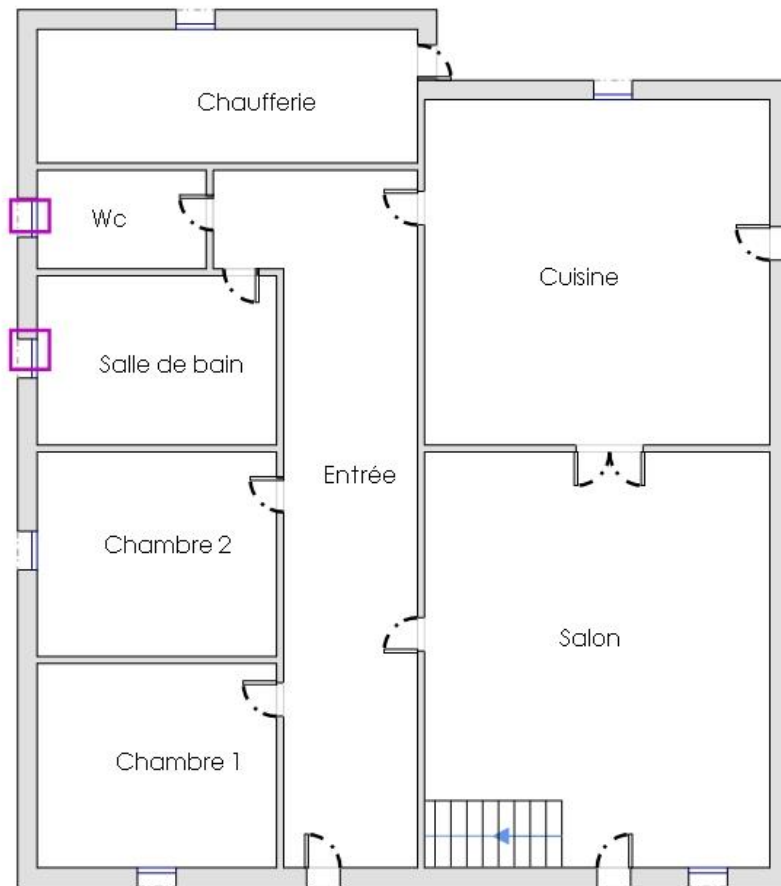 Chaufferie
Wc
Cuisine
Salle de bain
Entrée
Chambre 2
Salon
Chambre 1